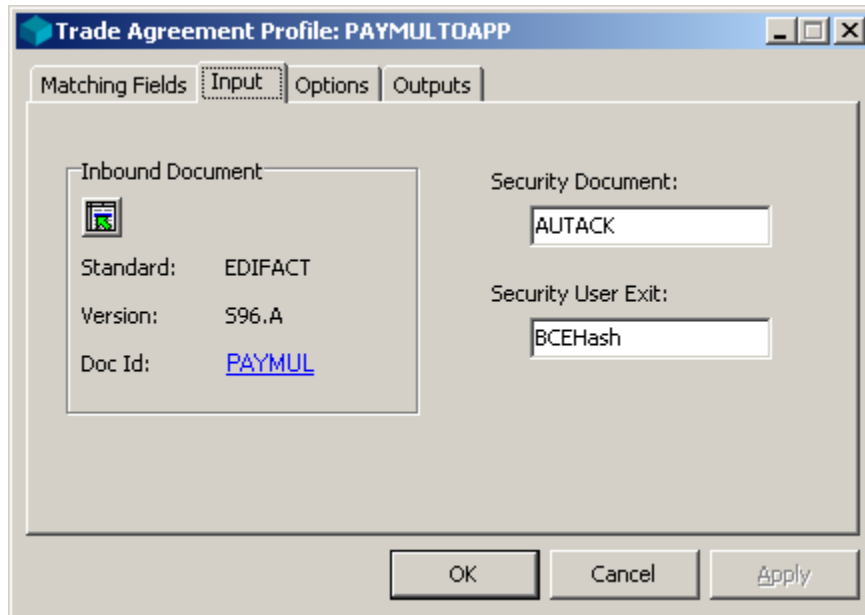 Trade Agreement Profile: PAYMULTOAPP
Matching Fields Input Options Outputs
Inbound Document
Standard: EDIFACT
Version: S96.A
Doc Id: PAYMUL
Security Document:
AUTACK
Security User Exit:
BCEHash
OK Cancel Apply